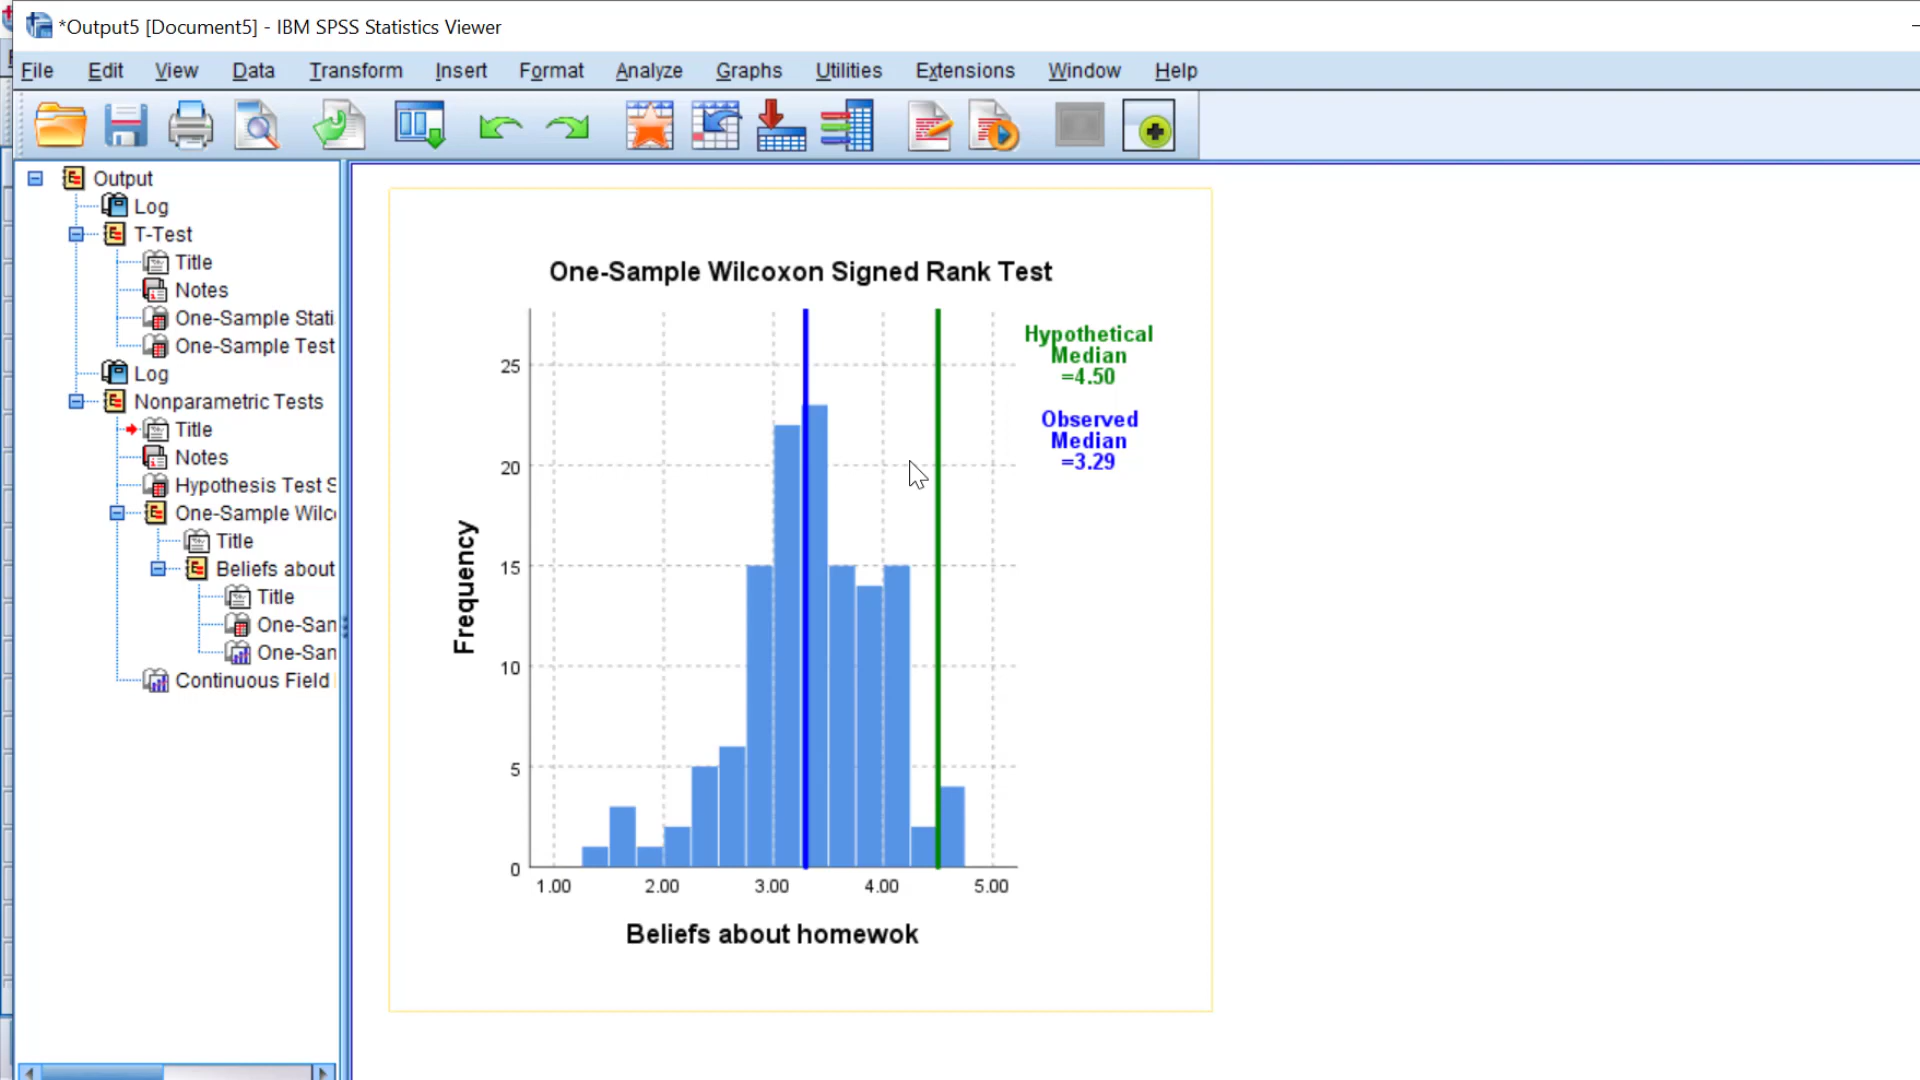 *Output5 [Document5] - IBM SPSS Statistics Viewer
File Edit View Data Transform Insert Format Analyze Graphs Utilities Extensions Window Help
Output
Log
T-Test
Title
Notes
One-Sample Stati
One-Sample Test
Log
Nonparametric Tests
Title
Notes
Hypothesis Test S
One-Sample Wilc
Title
Beliefs about
Title
One-San
One-San
Continuous Field
One-Sample Wilcoxon Signed Rank Test
Hypothetical
Median
=4.50
Observed
Median
=3.29
Frequency
25
20
15
10
5
0
1.00 2.00 3.00 4.00 5.00
Beliefs about homewok